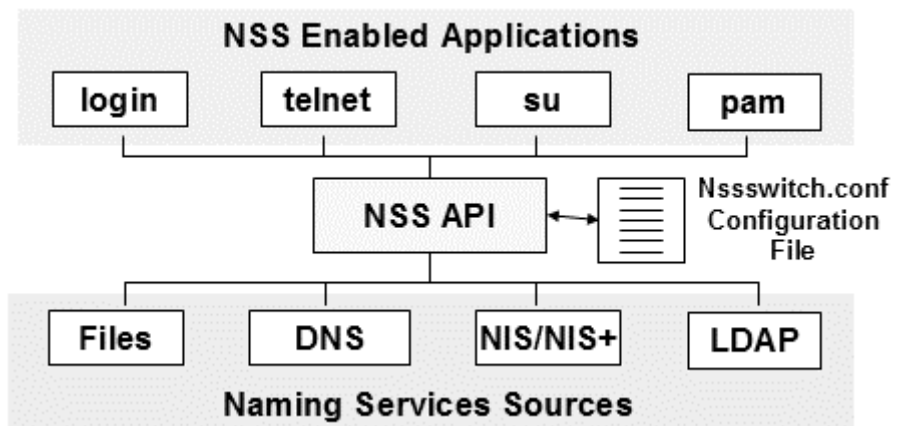 NSS Enabled Applications
login
telnet
su
pam
NSS API
Nssswitch.conf
Configuration
File
Files
DNS
NIS/NIS+
LDAP
Naming Services Sources